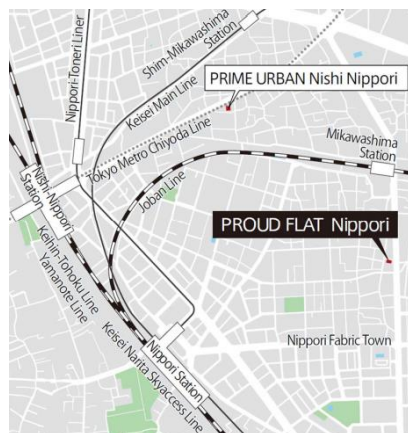 Shim-Mikawashima
Station
PRIME URBAN Nishi Nippori
Nippori-Toneri Liner
Keisei Main Line
Tokyo Metro Chiyoda Line
Mikawashima
Station
Joban Line
Nishi-Nippori
Station
PROUD FLAT Nippori
Keihin-Tohoku Line
Yamanote Line
Nippori Station
Nippori Fabric Town
Keisei Narita Skyaccess Line